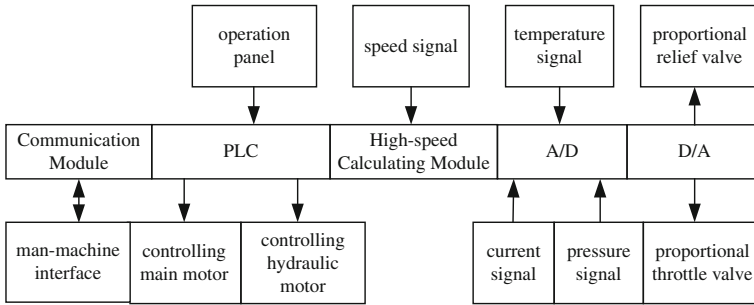 operation
panel
speed signal
temperature
signal
proportional
relief valve
Communication
Module
PLC
High-speed
Calculating Module
A/D
D/A
man-machine
interface
controlling
main motor
controlling
hydraulic
motor
current
signal
pressure
signal
proportional
throttle valve